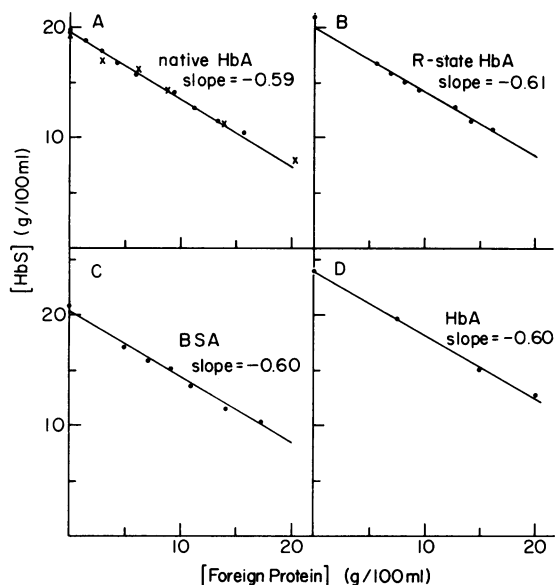 A
native HbA
slope = −0.59
B
R-state HbA
slope = −0.61
20
10
[HbS] (g/100ml)
C
BSA
slope = −0.60
D
HbA
slope = −0.60
20
10
10
20
10
20
[Foreign Protein] (g/100ml)